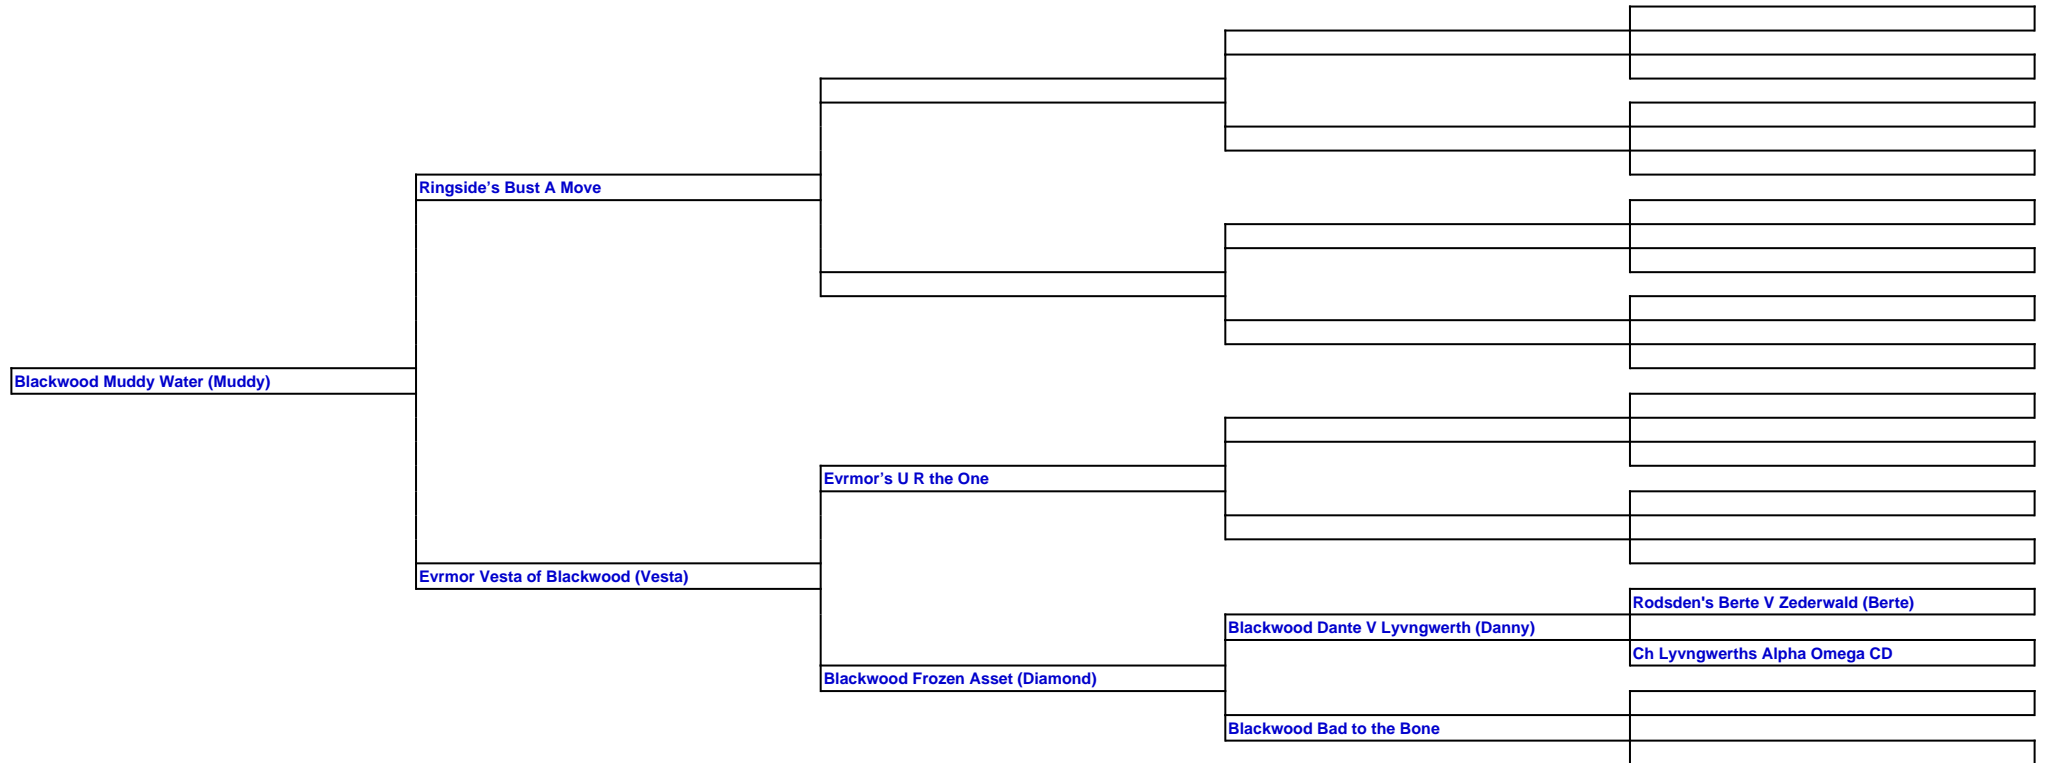 Ringside’s Bust A Move
Blackwood Muddy Water (Muddy)
Evrmor’s U R the One
Evrmor Vesta of Blackwood (Vesta)
Rodsden's Berte V Zederwald (Berte)
Blackwood Dante V Lyvngwerth (Danny)
Ch Lyvngwerths Alpha Omega CD
Blackwood Frozen Asset (Diamond)
Blackwood Bad to the Bone